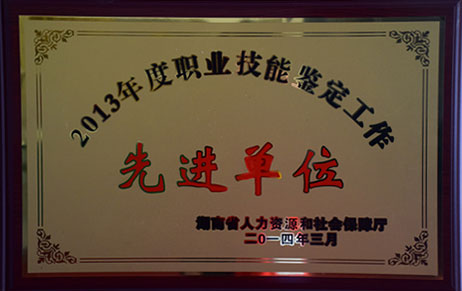 2013年度职业技能鉴定工作
先进单位
湖南省人力资源和社会保障厅
二0一四年三月